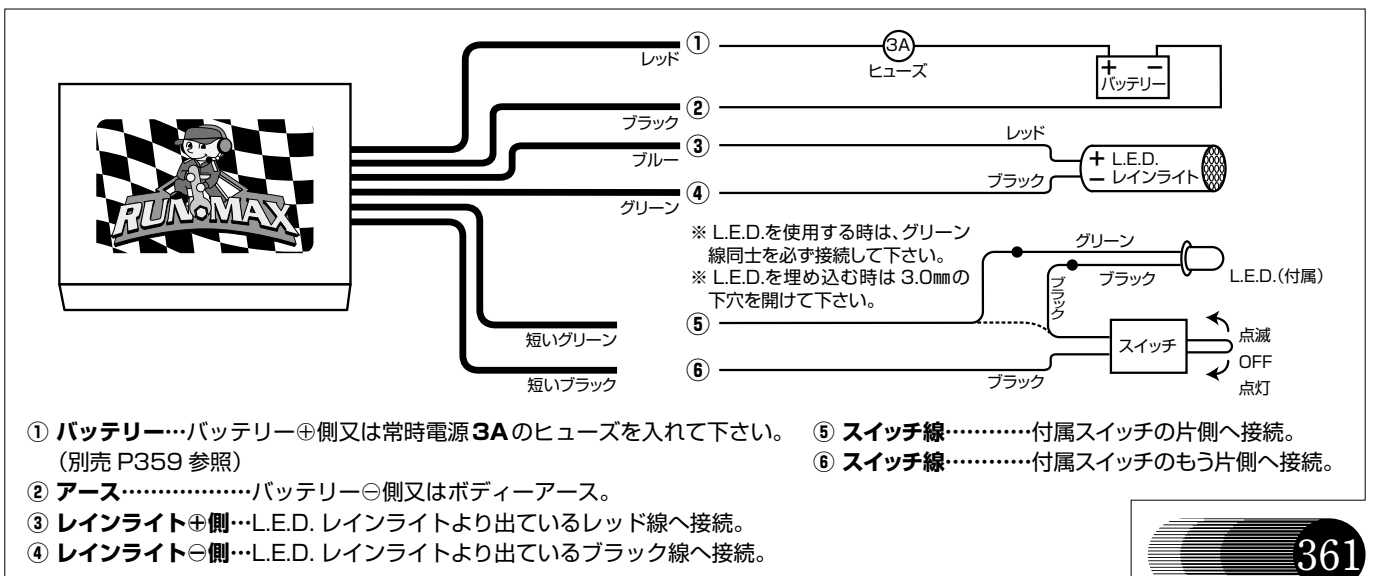 レッド
①
3A
ヒューズ
+ −
バッテリー
ブラック
②
ブルー
③
レッド
+ L.E.D.
− レインライト
ブラック
グリーン
④
RUN MAX
※ L.E.D.を使用する時は、グリーン
線同士を必ず接続して下さい。
※ L.E.D.を埋め込む時は 3.0㎜の
下穴を開けて下さい。
グリーン
ブラック
ブラック
L.E.D.(付属)
短いグリーン
⑤
スイッチ
点滅
OFF
点灯
短いブラック
⑥
ブラック
① バッテリー…バッテリー⊕側又は常時電源3Aのヒューズを入れて下さい。
(別売 P359 参照)
② アース………………バッテリー⊖側又はボディーアース。
③ レインライト⊕側…L.E.D. レインライトより出ているレッド線へ接続。
④ レインライト⊖側…L.E.D. レインライトより出ているブラック線へ接続。
⑤ スイッチ線…………付属スイッチの片側へ接続。
⑥ スイッチ線…………付属スイッチのもう片側へ接続。
361